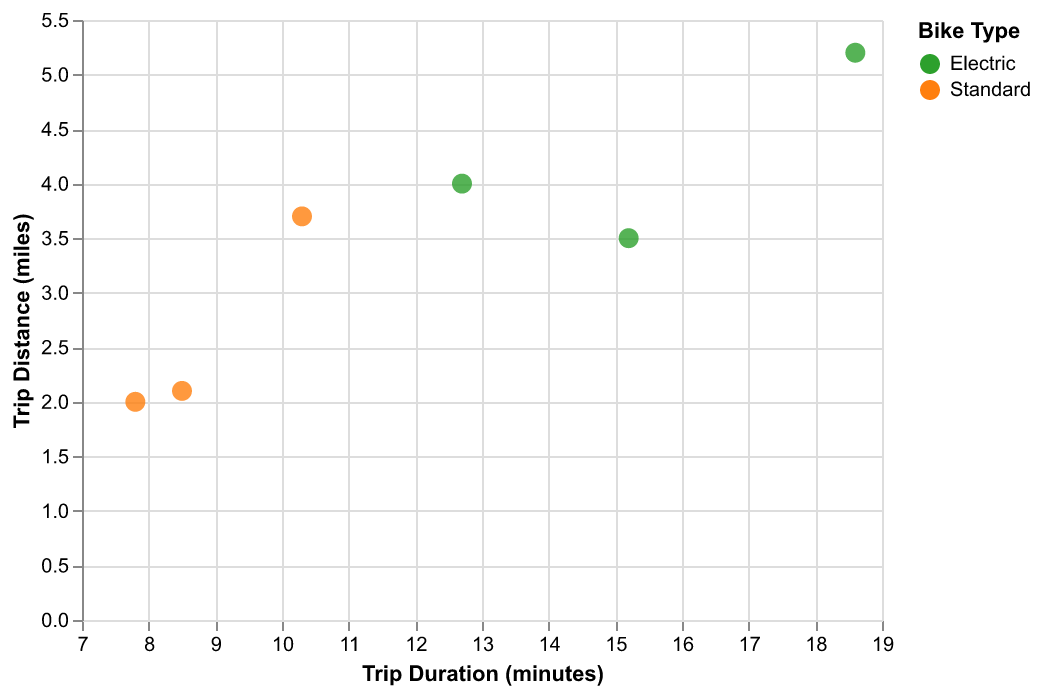 Bike Type
Electric
Standard
Trip Distance (miles)
5.5
5.0
4.5
4.0
3.5
3.0
2.5
2.0
1.5
1.0
0.5
0.0
7 8 9 10 11 12 13 14 15 16 17 18 19
Trip Duration (minutes)